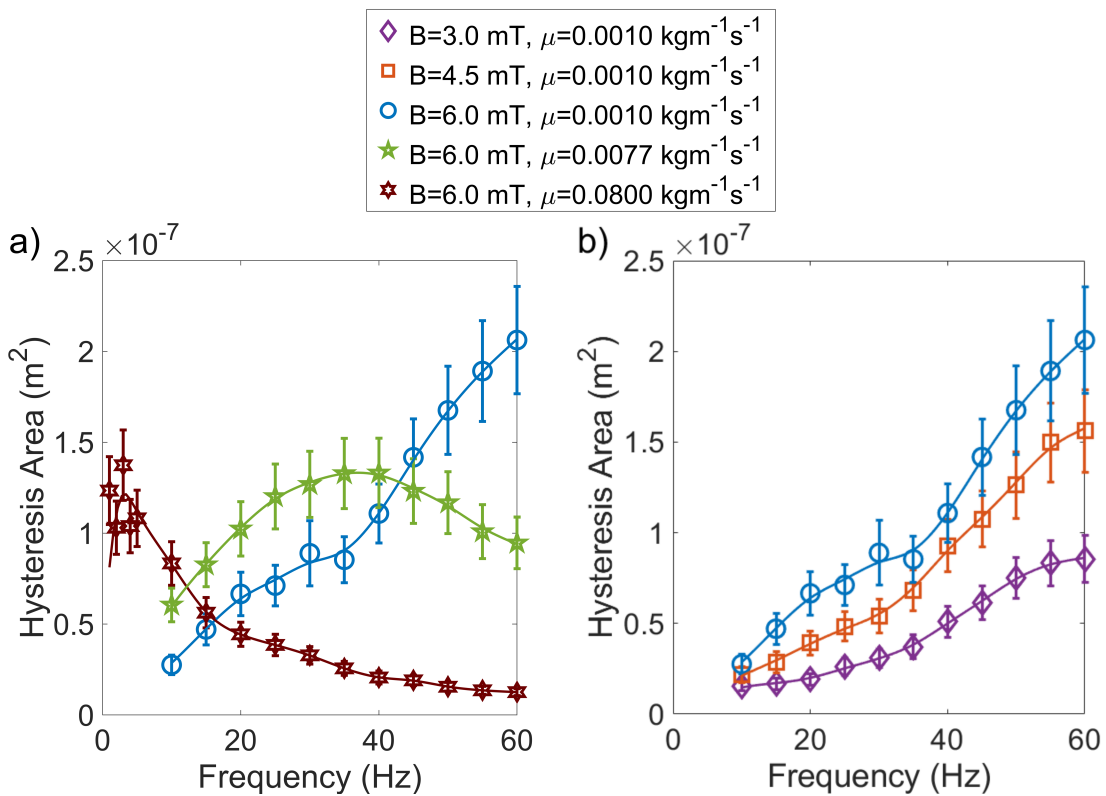 B=3.0 mT, μ=0.0010 kgm⁻¹s⁻¹
B=4.5 mT, μ=0.0010 kgm⁻¹s⁻¹
B=6.0 mT, μ=0.0010 kgm⁻¹s⁻¹
B=6.0 mT, μ=0.0077 kgm⁻¹s⁻¹
B=6.0 mT, μ=0.0800 kgm⁻¹s⁻¹
a)
×10⁻⁷
2.5
2
1.5
1
0.5
0
Hysteresis Area (m²)
0 20 40 60
Frequency (Hz)
b)
×10⁻⁷
2.5
2
1.5
1
0.5
0
Hysteresis Area (m²)
0 20 40 60
Frequency (Hz)